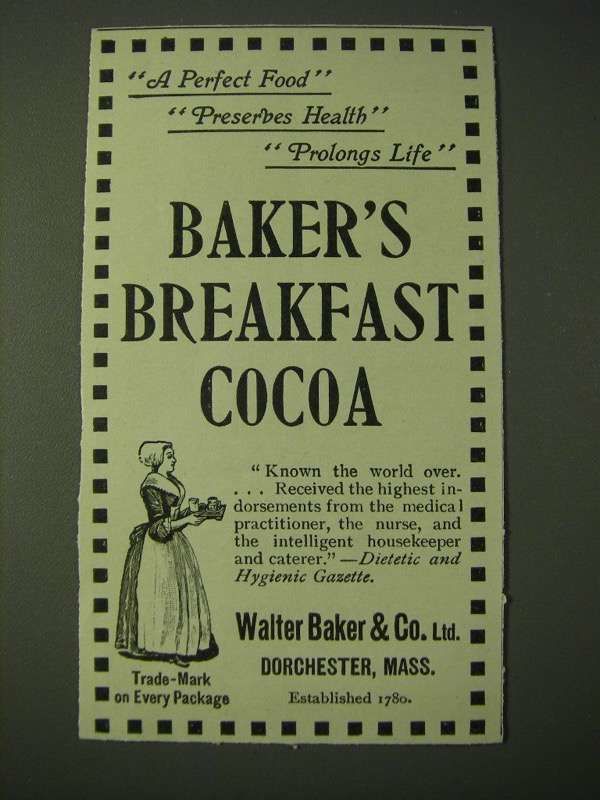 "A Perfect Food"
"Preserves Health"
"Prolongs Life"
BAKER'S
BREAKFAST
COCOA
"Known the world over.
. . . Received the highest in-
dorsements from the medical
practitioner, the nurse, and
the intelligent housekeeper
and caterer."—Dietetic and
Hygienic Gazette.
Walter Baker & Co. Ltd.
DORCHESTER, MASS.
Established 1780.
Trade-Mark
on Every Package